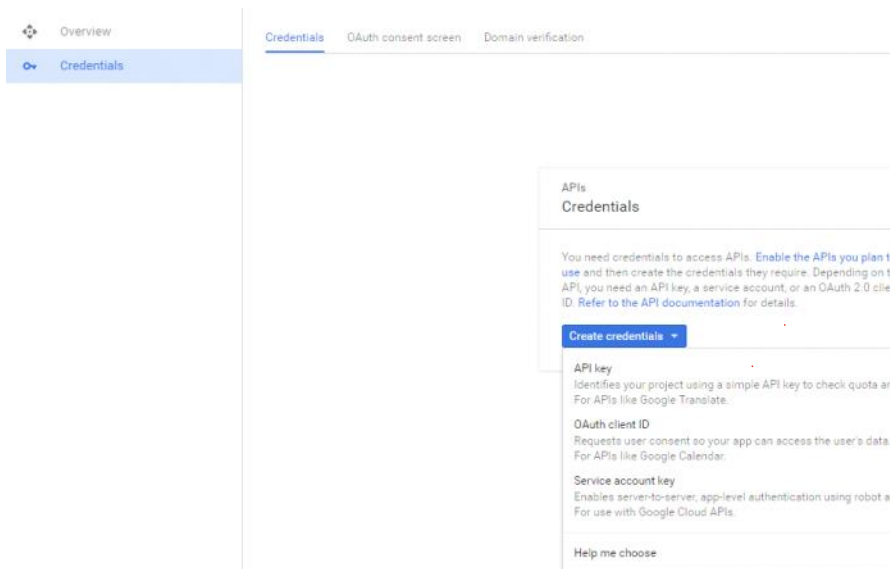 Overview
Credentials
Credentials OAuth consent screen Domain verification
APIs
Credentials
You need credentials to access APIs. Enable the APIs you plan t
use and then create the credentials they require. Depending on t
API, you need an API key, a service account, or an OAuth 2.0 clie
ID. Refer to the API documentation for details.
Create credentials
API key
Identifies your project using a simple API key to check quota a
For APIs like Google Translate.
OAuth client ID
Requests user consent so your app can access the user's data.
For APIs like Google Calendar.
Service account key
Enables server-to-server, app-level authentication using robot a
For use with Google Cloud APIs.
Help me choose